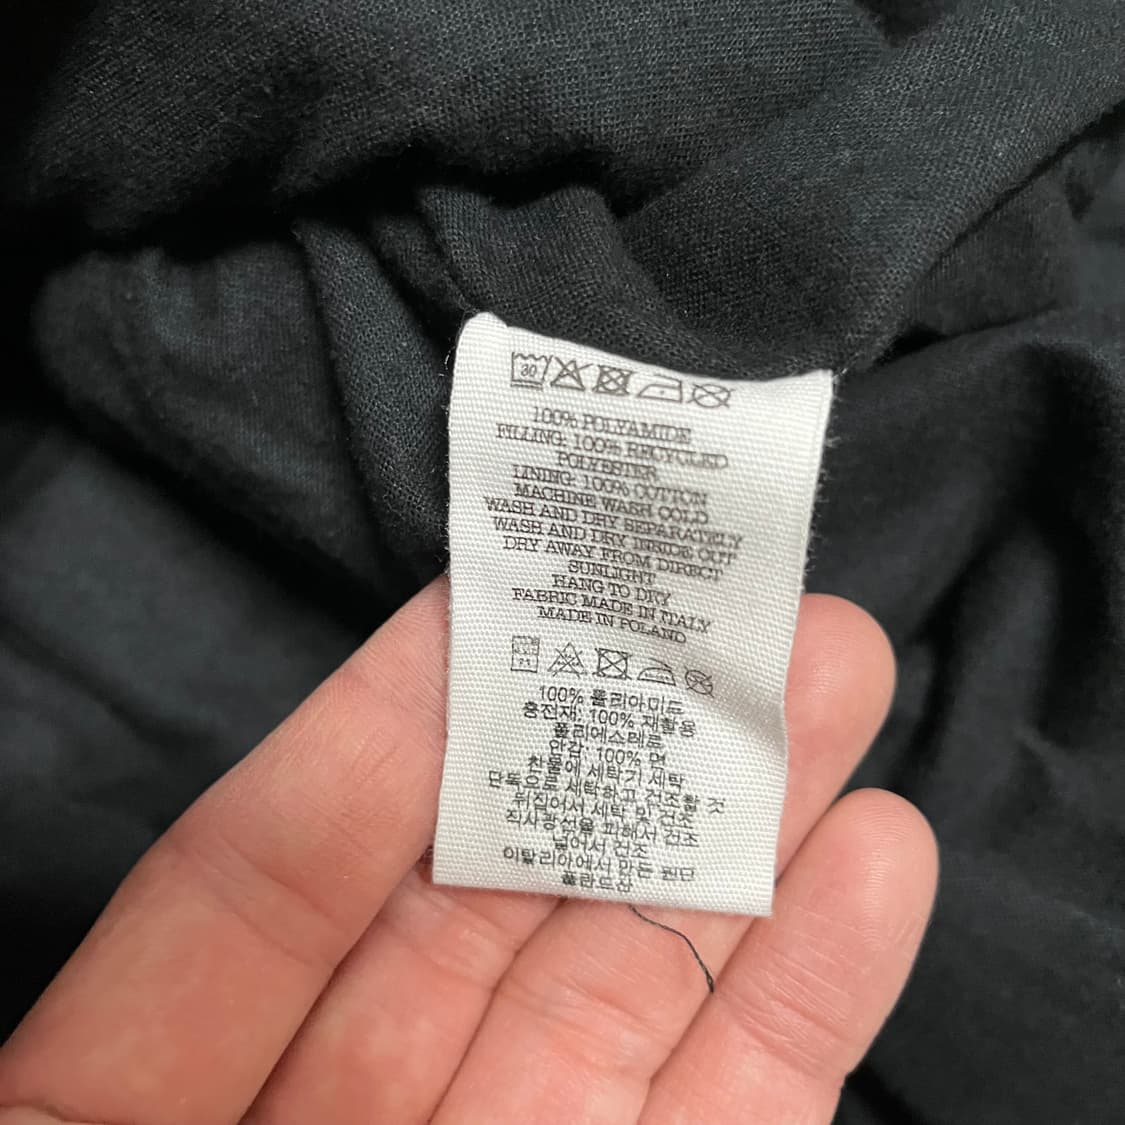 30
100% POLYAMIDE
FILLING: 100% RECYCLED
POLYESTER
LINING: 100% COTTON
MACHINE WASH COLD
WASH AND DRY SEPARATELY
WASH AND DRY INSIDE OUT
DRY AWAY FROM DIRECT
SUNLIGHT
HANG TO DRY
FABRIC MADE IN ITALY
MADE IN POLAND
100% 폴리아미드
충전재: 100% 재활용
폴리에스테르
안감: 100% 면
찬물에 세탁기 세탁
단독으로 세탁하고 건조할 것
뒤집어서 세탁 및 건조
직사광선을 피해서 건조
널어서 건조
이탈리아에서 만든 원단
폴란드산